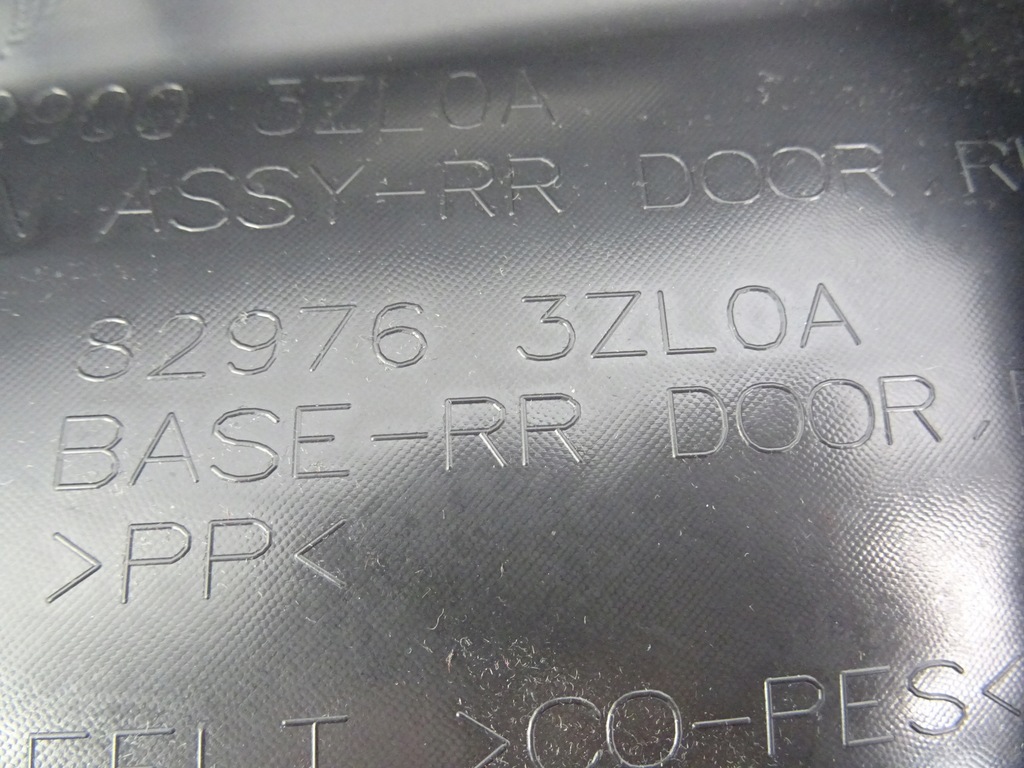 3ZL0A
ASSY-RR DOOR
82976 3ZL0A
BASE-RR DOOR,
>PP<
>CO-PES<